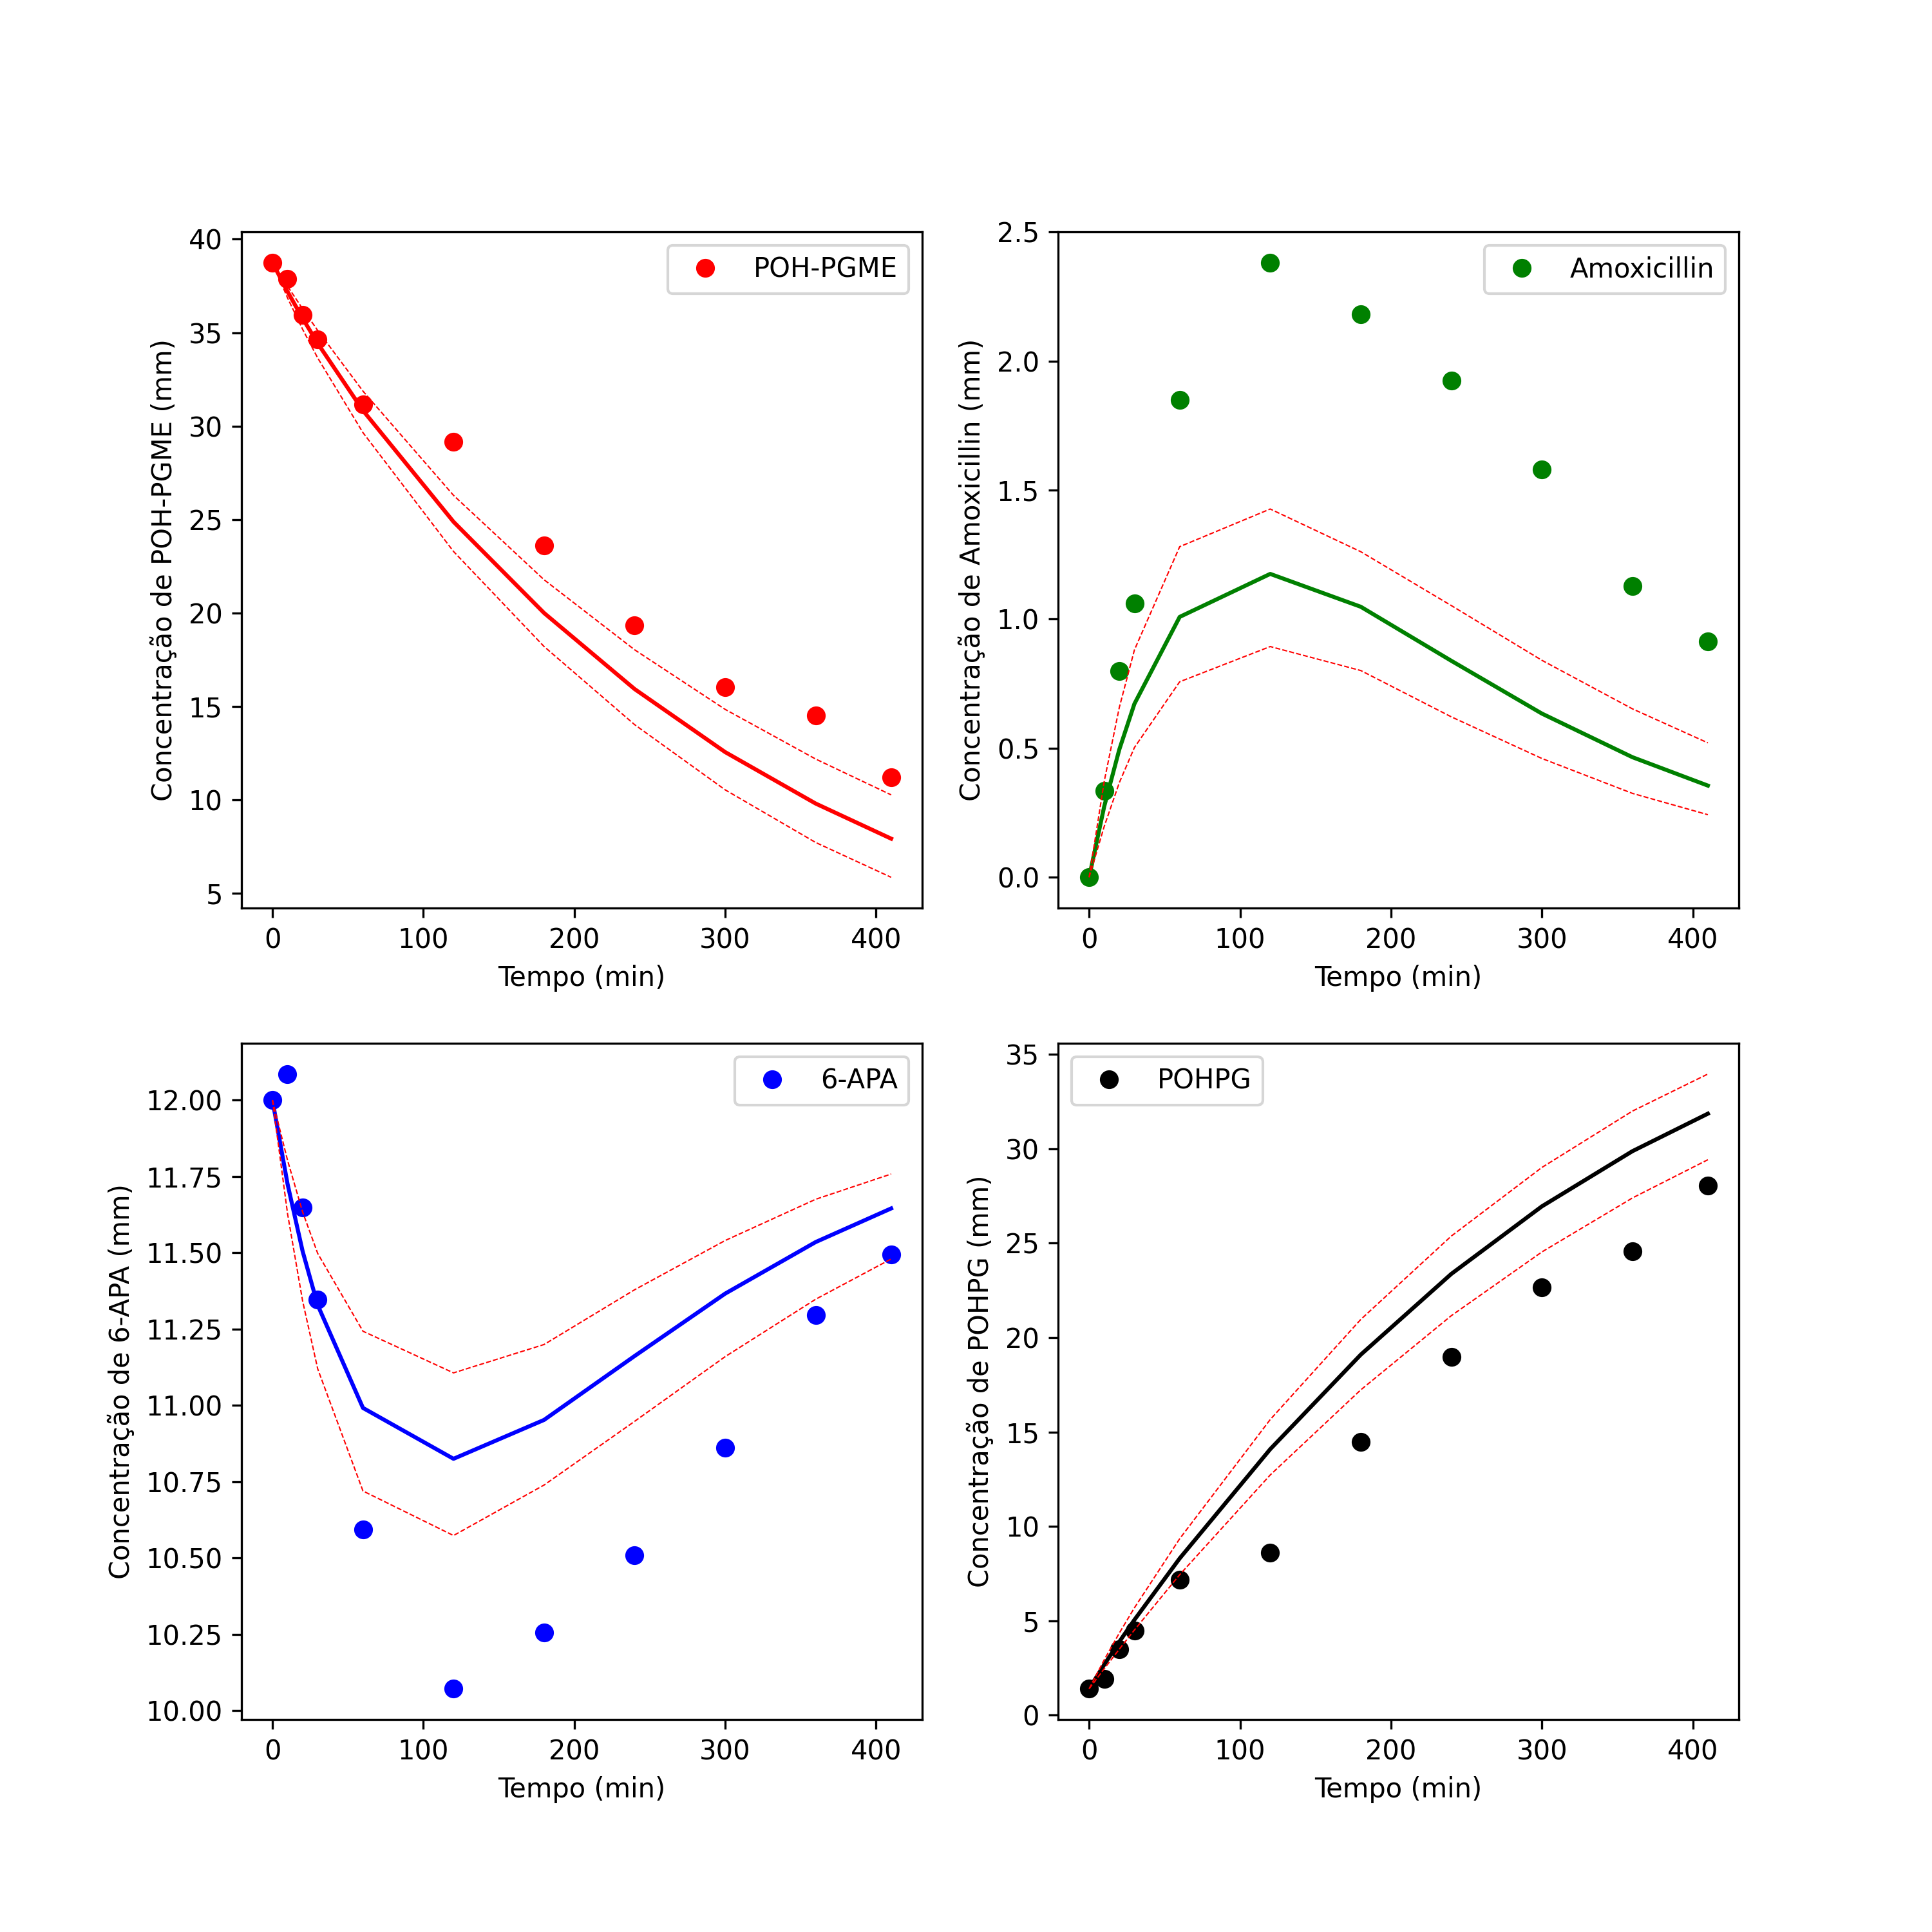 POH-PGME
Concentração de POH-PGME (mm)
40
35
30
25
20
15
10
5
0 100 200 300 400
Tempo (min)
Amoxicillin
Concentração de Amoxicillin (mm)
2.5
2.0
1.5
1.0
0.5
0.0
0 100 200 300 400
Tempo (min)
6-APA
Concentração de 6-APA (mm)
12.00
11.75
11.50
11.25
11.00
10.75
10.50
10.25
10.00
0 100 200 300 400
Tempo (min)
POHPG
Concentração de POHPG (mm)
35
30
25
20
15
10
5
0
0 100 200 300 400
Tempo (min)